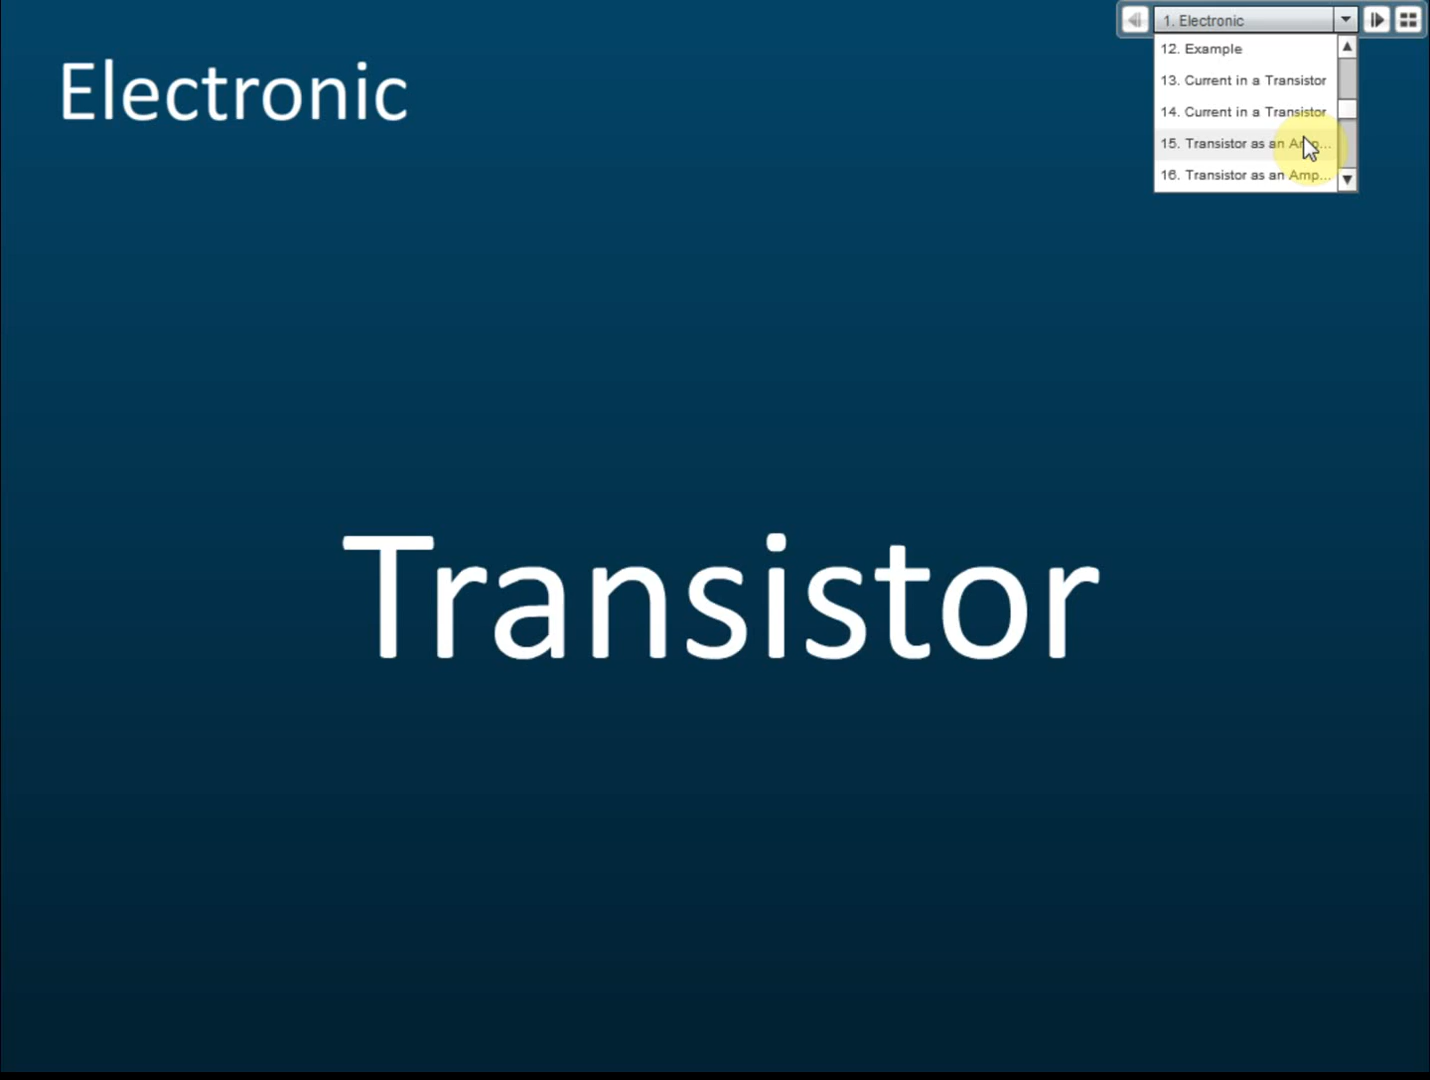 Electronic
1. Electronic
12. Example
13. Current in a Transistor
14. Current in a Transistor
15. Transistor as an Amp...
16. Transistor as an Amp...
Transistor